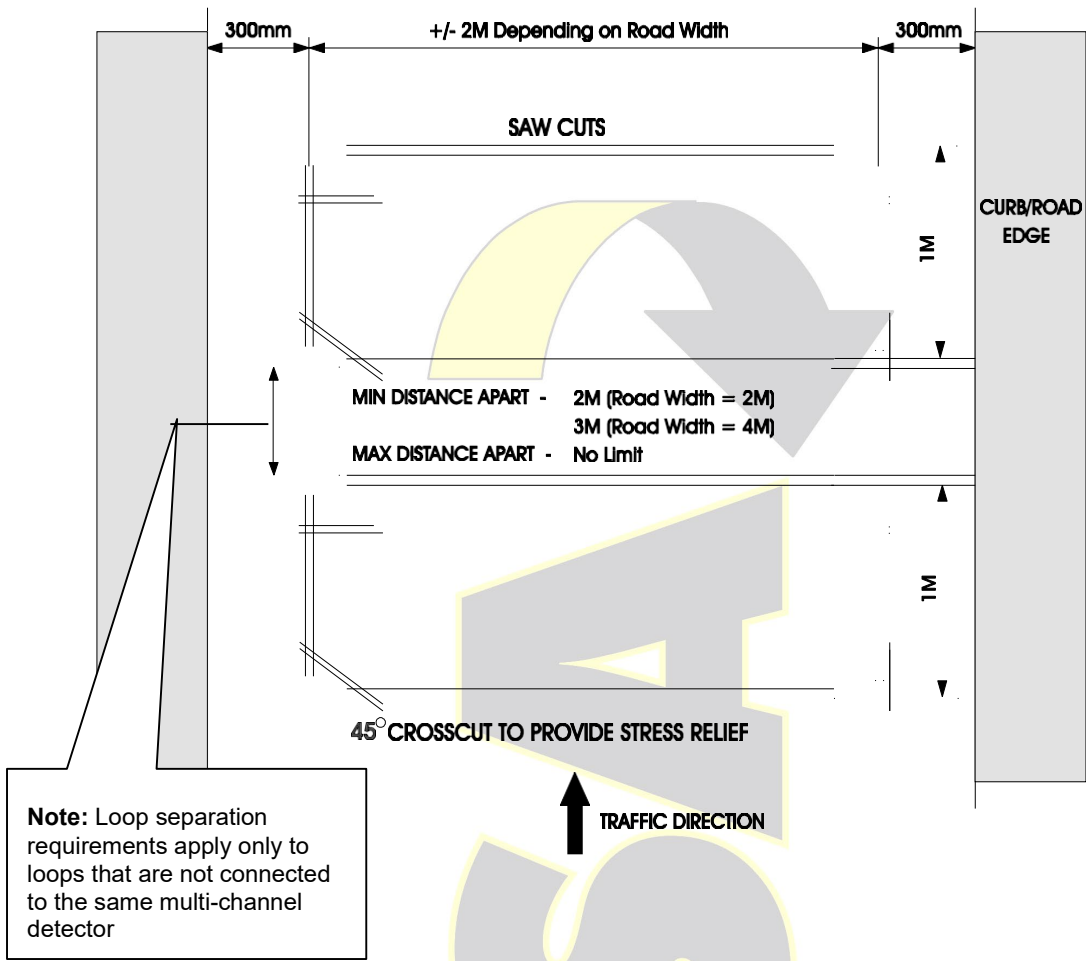 300mm
+/- 2M Depending on Road Width
300mm
SAW CUTS
CURB/ROAD
EDGE
1M
MIN DISTANCE APART - 2M (Road Width = 2M)
3M (Road Width = 4M)
MAX DISTANCE APART - No Limit
1M
45° CROSSCUT TO PROVIDE STRESS RELIEF
TRAFFIC DIRECTION
Note: Loop separation
requirements apply only to
loops that are not connected
to the same multi-channel
detector
SA